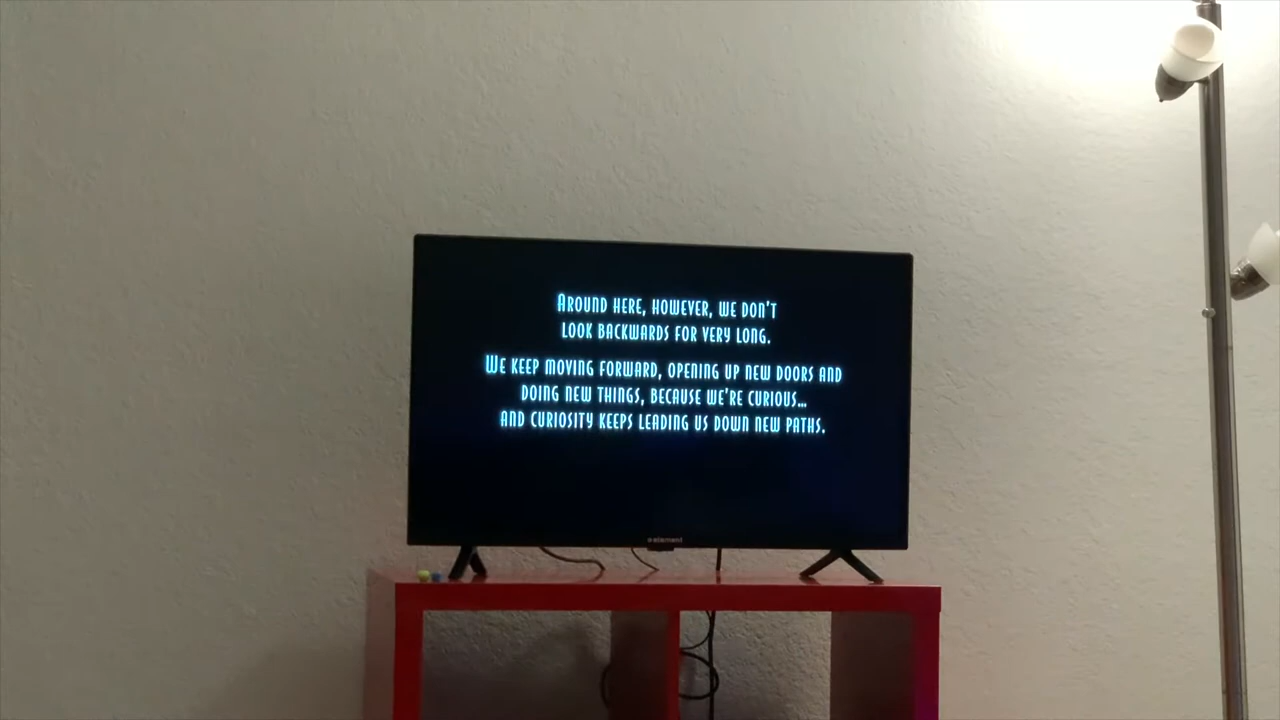 Around here, however, we don't
look backwards for very long.
We keep moving forward, opening up new doors and
doing new things, because we're curious...
and curiosity keeps leading us down new paths.
element